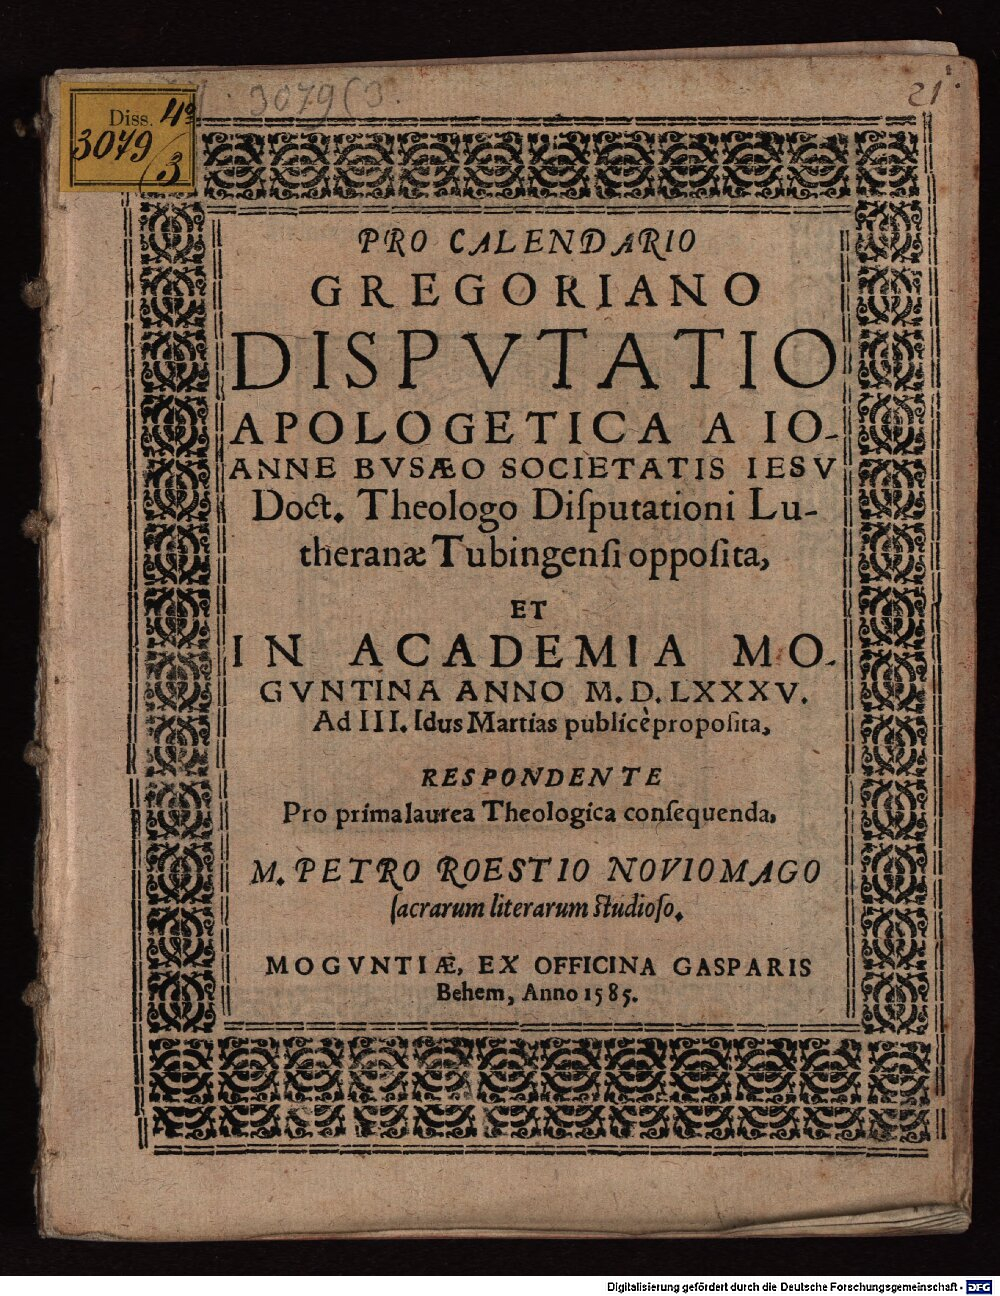 Diss. 4º
3079
3
3079(3.
21
PRO CALENDARIO
GREGORIANO
DISPVTATIO
APOLOGETICA A IO-
ANNE BVSÆO SOCIETATIS IESV
Doct. Theologo Diſputationi Lu-
theranæ Tubingenſi oppoſita,
ET
IN ACADEMIA MO-
GVNTINA ANNO M. D. LXXXV.
Ad III. Idus Martias publicè propoſita,
RESPONDENTE
Pro prima laurea Theologica conſequenda,
M. PETRO ROESTIO NOVIOMAGO
ſacrarum literarum ſtudioſo.
MOGVNTIÆ, EX OFFICINA GASPARIS
Behem, Anno 1585.
Digitalisierung gefördert durch die Deutsche Forschungsgemeinschaft - DFG